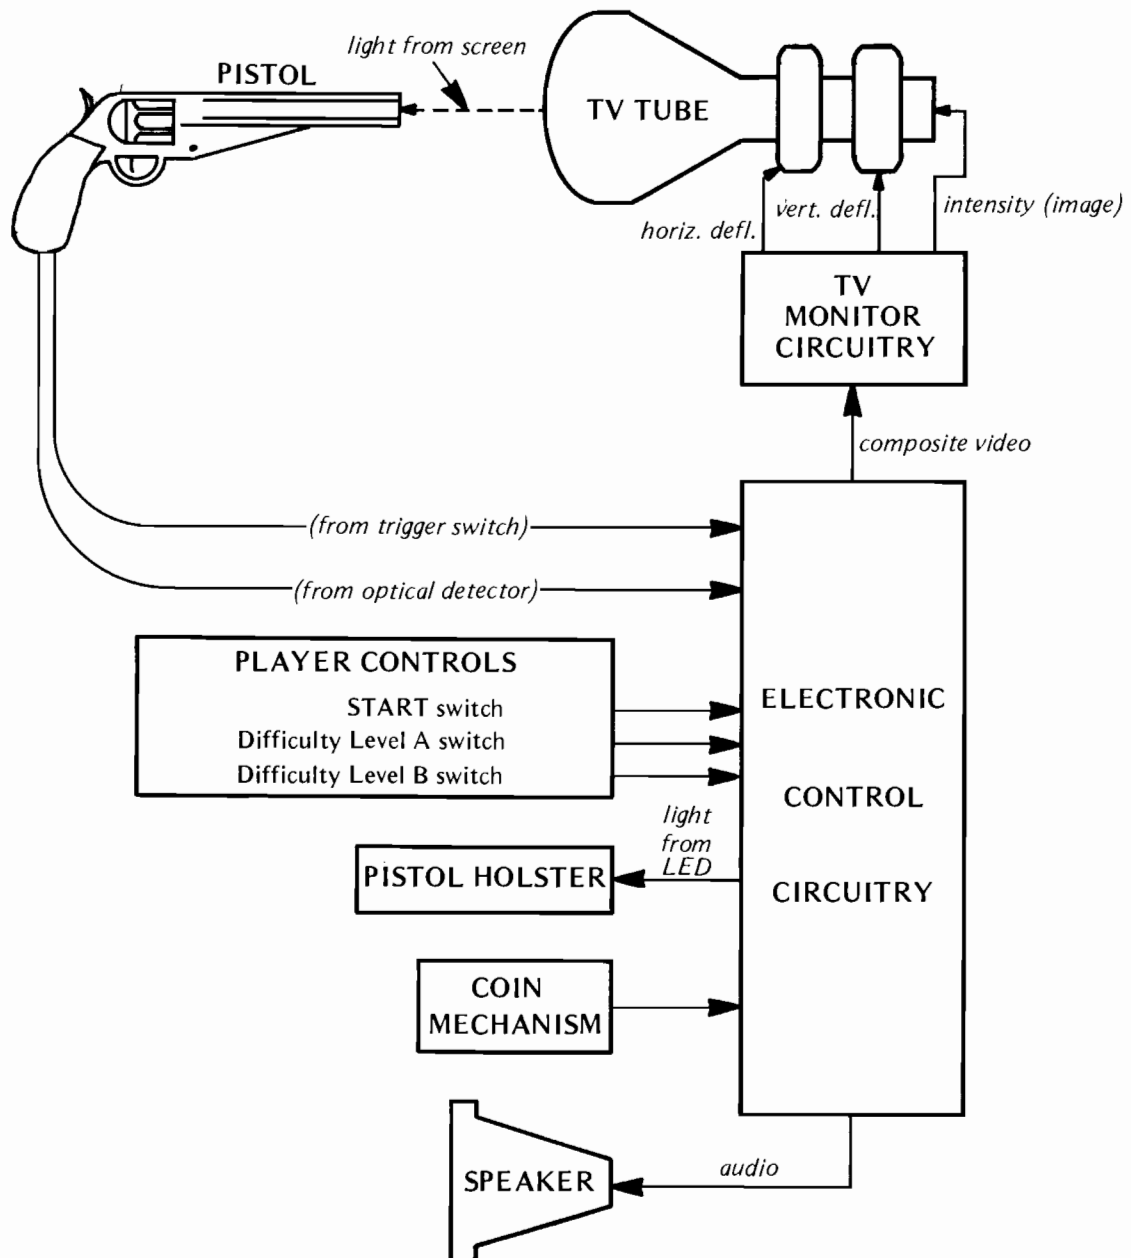 light from screen
PISTOL
TV TUBE
horiz. defl.
vert. defl.
intensity (image)
TV
MONITOR
CIRCUITRY
composite video
(from trigger switch)
(from optical detector)
PLAYER CONTROLS
START switch
Difficulty Level A switch
Difficulty Level B switch
light
from
LED
PISTOL HOLSTER
COIN
MECHANISM
ELECTRONIC
CONTROL
CIRCUITRY
SPEAKER
audio